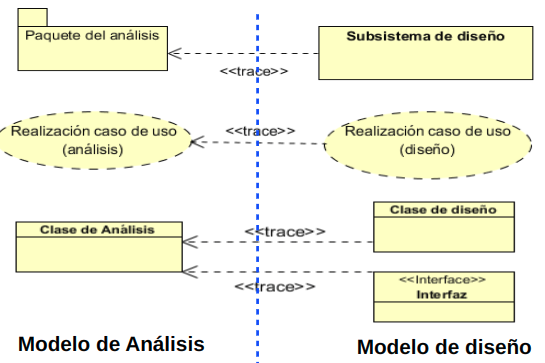 Paquete del análisis
Subsistema de diseño
<<trace>>
Realización caso de uso
(análisis)
<<trace>>
Realización caso de uso
(diseño)
Clase de Análisis
<<trace>>
Clase de diseño
<<trace>>
<<Interface>>
Interfaz
Modelo de Análisis
Modelo de diseño